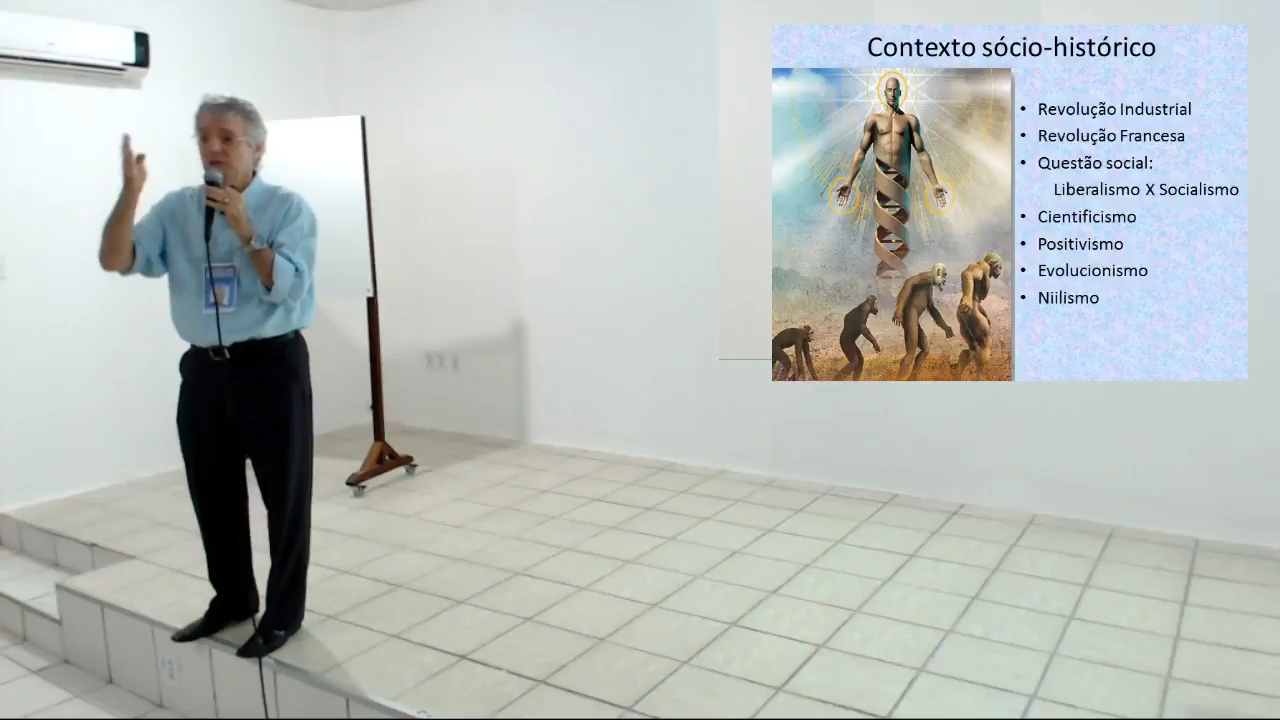 Contexto sócio-histórico
• Revolução Industrial
• Revolução Francesa
• Questão social:
Liberalismo X Socialismo
• Cientificismo
• Positivismo
• Evolucionismo
• Niilismo